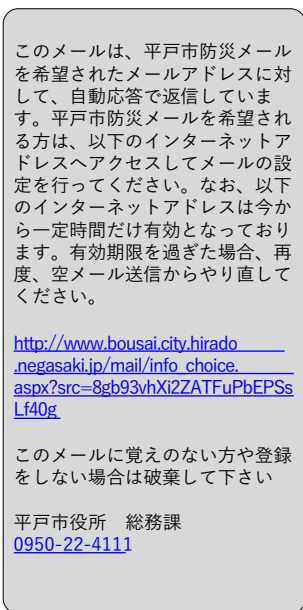 このメールは、平戸市防災メール
を希望されたメールアドレスに対
して、自動応答で返信していま
す。平戸市防災メールを希望され
る方は、以下のインターネットア
ドレスへアクセスしてメールの設
定を行ってください。なお、以下
のインターネットアドレスは今か
ら一定時間だけ有効となっており
ます。有効期限を過ぎた場合、再
度、空メール送信からやり直して
ください。
http://www.bousai.city.hirado
.negasaki.jp/mail/info_choice.
aspx?src=8gb93vhXi2ZATFuPbEPSs
Lf40g
このメールに覚えのない方や登録
をしない場合は破棄して下さい
平戸市役所　総務課
0950-22-4111